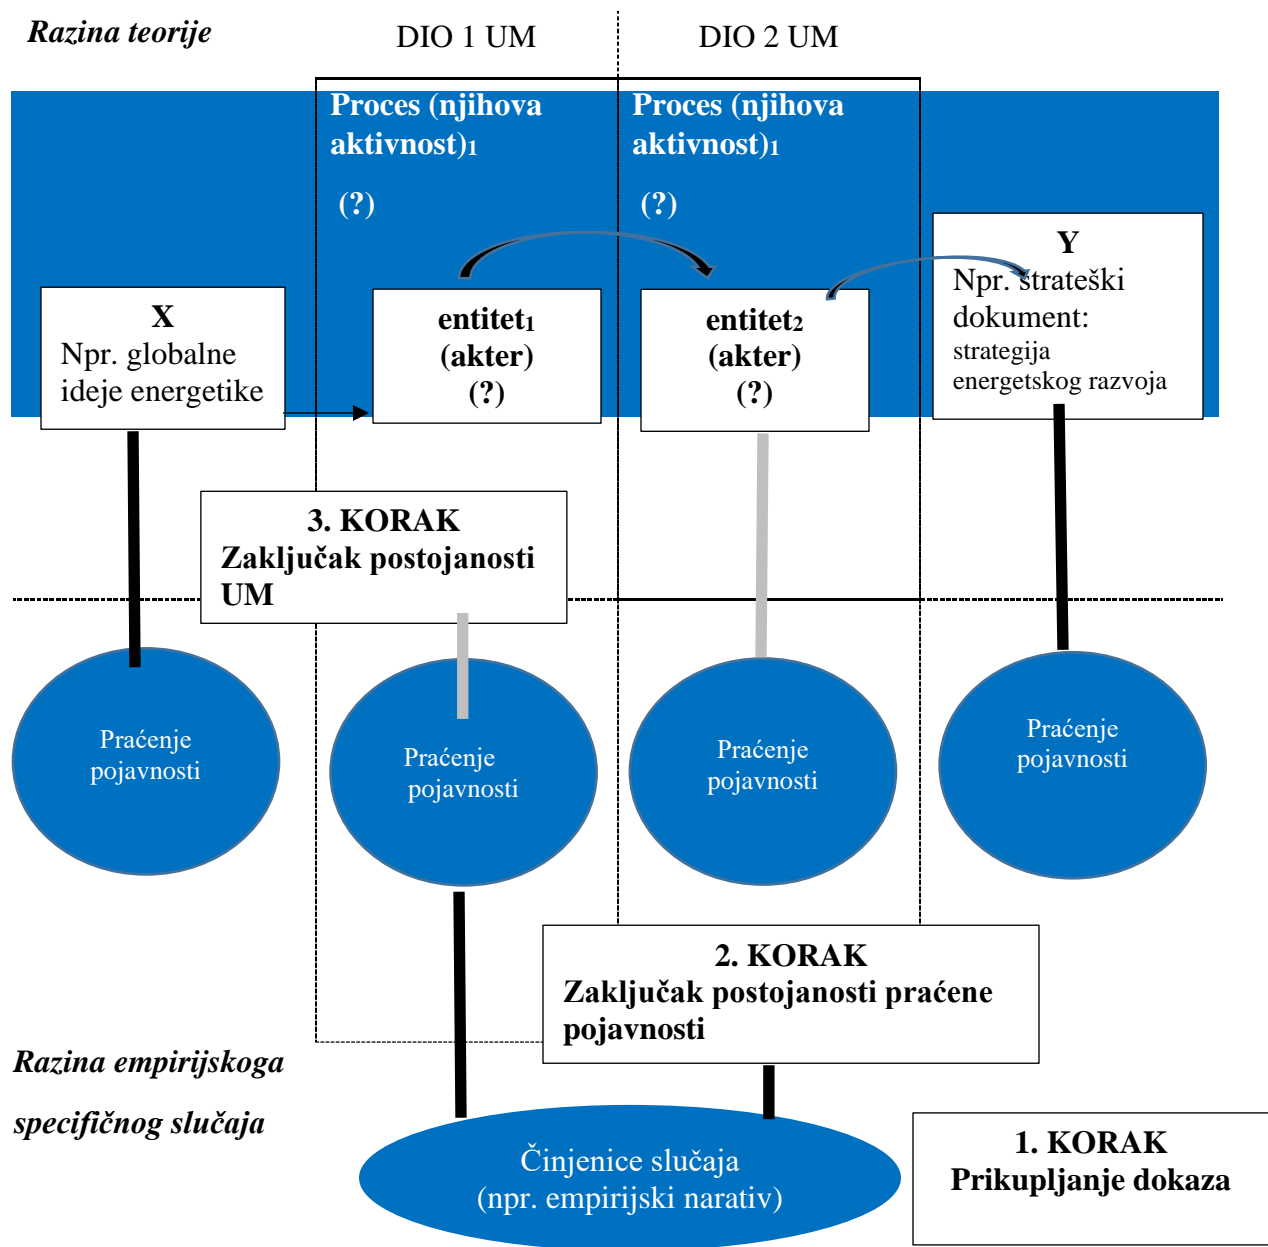 Razina teorije
DIO 1 UM
DIO 2 UM
Proces (njihova
aktivnost)1
(?)
Proces (njihova
aktivnost)1
(?)
X
Npr. globalne
ideje energetike
entitet1
(akter)
(?)
entitet2
(akter)
(?)
Y
Npr. strateški
dokument:
strategija
energetskog razvoja
3. KORAK
Zaključak postojanosti
UM
Praćenje
pojavnosti
Praćenje
pojavnosti
Praćenje
pojavnosti
Praćenje
pojavnosti
2. KORAK
Zaključak postojanosti praćene
pojavnosti
Razina empirijskoga
specifičnog slučaja
Činjenice slučaja
(npr. empirijski narativ)
1. KORAK
Prikupljanje dokaza